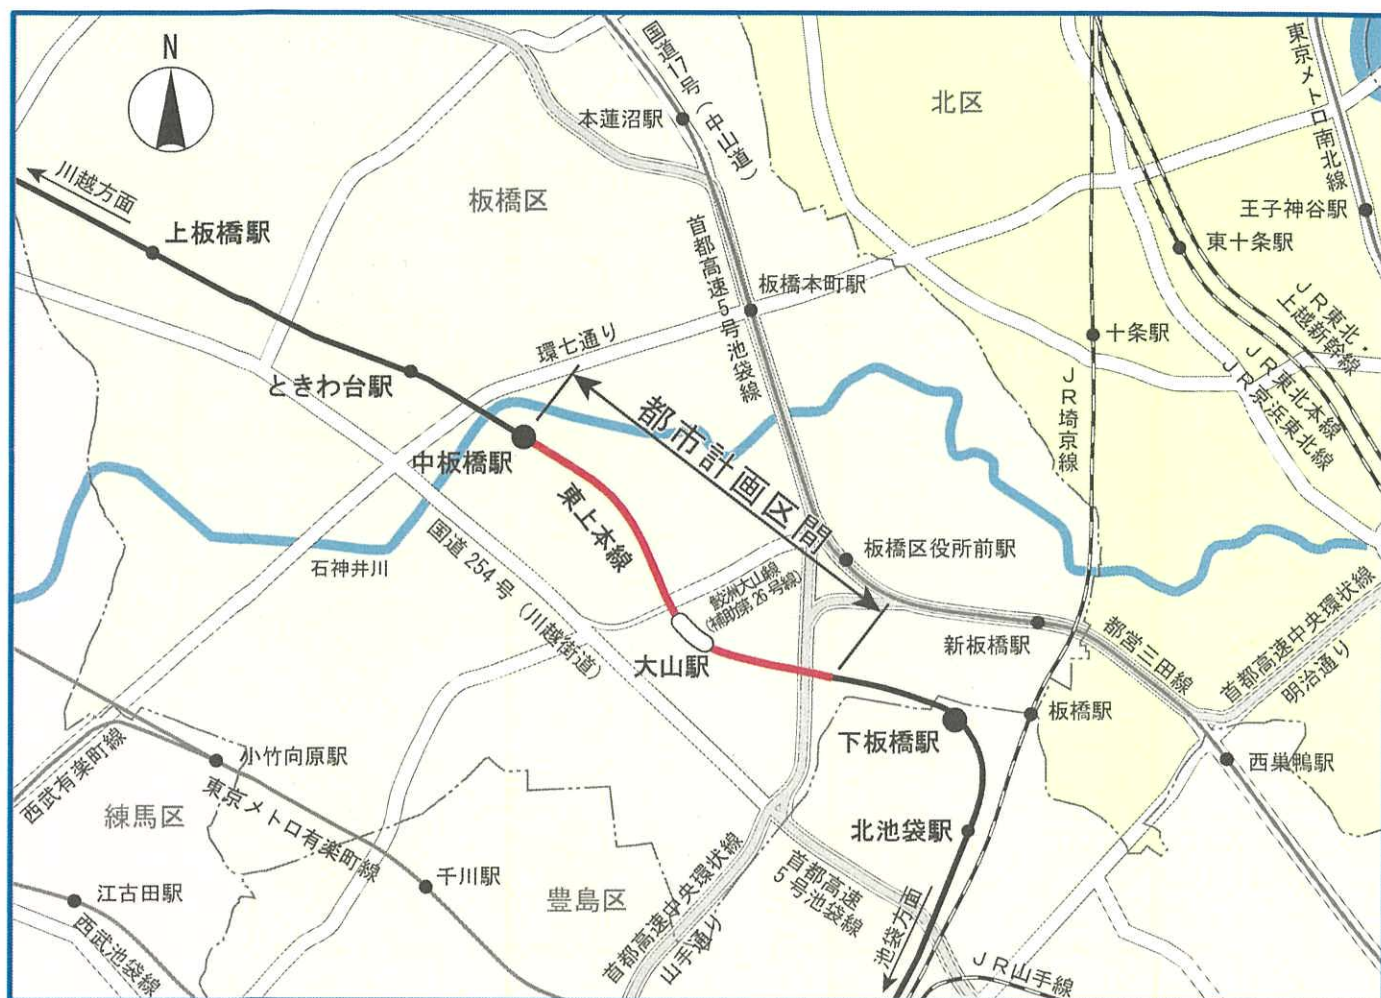 N
国道17号(中山道)
東京メトロ南北線
北区
本蓮沼駅
川越方面
板橋区
王子神谷駅
上板橋駅
東十条駅
首都高速5号池袋線
板橋本町駅
JR東北・
上越新幹線
環七通り
十条駅
ときわ台駅
JR東北本線
JR京浜東北線
JR埼京線
都市計画区間
中板橋駅
東上本線
板橋区役所前駅
石神井川
国道254号(川越街道)
鮫洲大山線
(補助第26号線)
新板橋駅
都営三田線
首都高速中央環状線
明治通り
大山駅
板橋駅
下板橋駅
西巣鴨駅
小竹向原駅
西武有楽町線
東京メトロ有楽町線
練馬区
北池袋駅
千川駅
江古田駅
豊島区
首都高速中央環状線
山手通り
首都高速
5号池袋線
池袋方面
西武池袋線
JR山手線